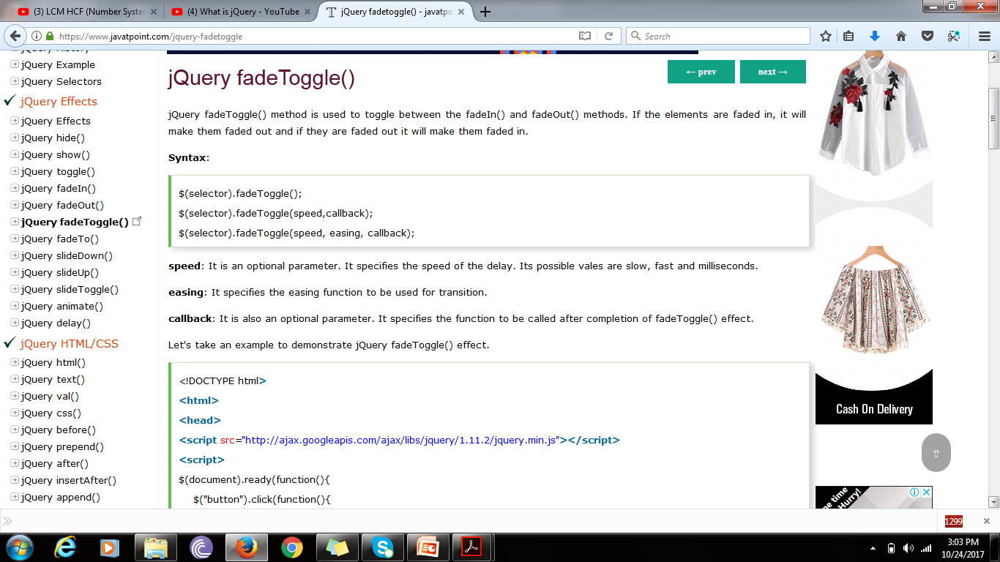 (3) LCM HCF (Number System
(4) What is jQuery - YouTube
jQuery fadetoggle() - javatpo
https://www.javatpoint.com/jquery-fadetoggle
Search
jQuery History
jQuery Example
jQuery Selectors
jQuery Effects
jQuery Effects
jQuery hide()
jQuery show()
jQuery toggle()
jQuery fadeIn()
jQuery fadeOut()
jQuery fadeToggle()
jQuery fadeTo()
jQuery slideDown()
jQuery slideUp()
jQuery slideToggle()
jQuery animate()
jQuery delay()
jQuery HTML/CSS
jQuery html()
jQuery text()
jQuery val()
jQuery css()
jQuery before()
jQuery prepend()
jQuery after()
jQuery insertAfter()
jQuery append()
jQuery fadeToggle()
← prev
next →
jQuery fadeToggle() method is used to toggle between the fadeIn() and fadeOut() methods. If the elements are faded in, it will
make them faded out and if they are faded out it will make them faded in.
Syntax:
$(selector).fadeToggle();
$(selector).fadeToggle(speed,callback);
$(selector).fadeToggle(speed, easing, callback);
speed: It is an optional parameter. It specifies the speed of the delay. Its possible vales are slow, fast and milliseconds.
easing: It specifies the easing function to be used for transition.
callback: It is also an optional parameter. It specifies the function to be called after completion of fadeToggle() effect.
Let's take an example to demonstrate jQuery fadeToggle() effect.
<!DOCTYPE html>
<html>
<head>
<script src="http://ajax.googleapis.com/ajax/libs/jquery/1.11.2/jquery.min.js"></script>
<script>
$(document).ready(function(){
$("button").click(function(){
Cash On Delivery
me time
Hurry!
1299
3:03 PM
10/24/2017